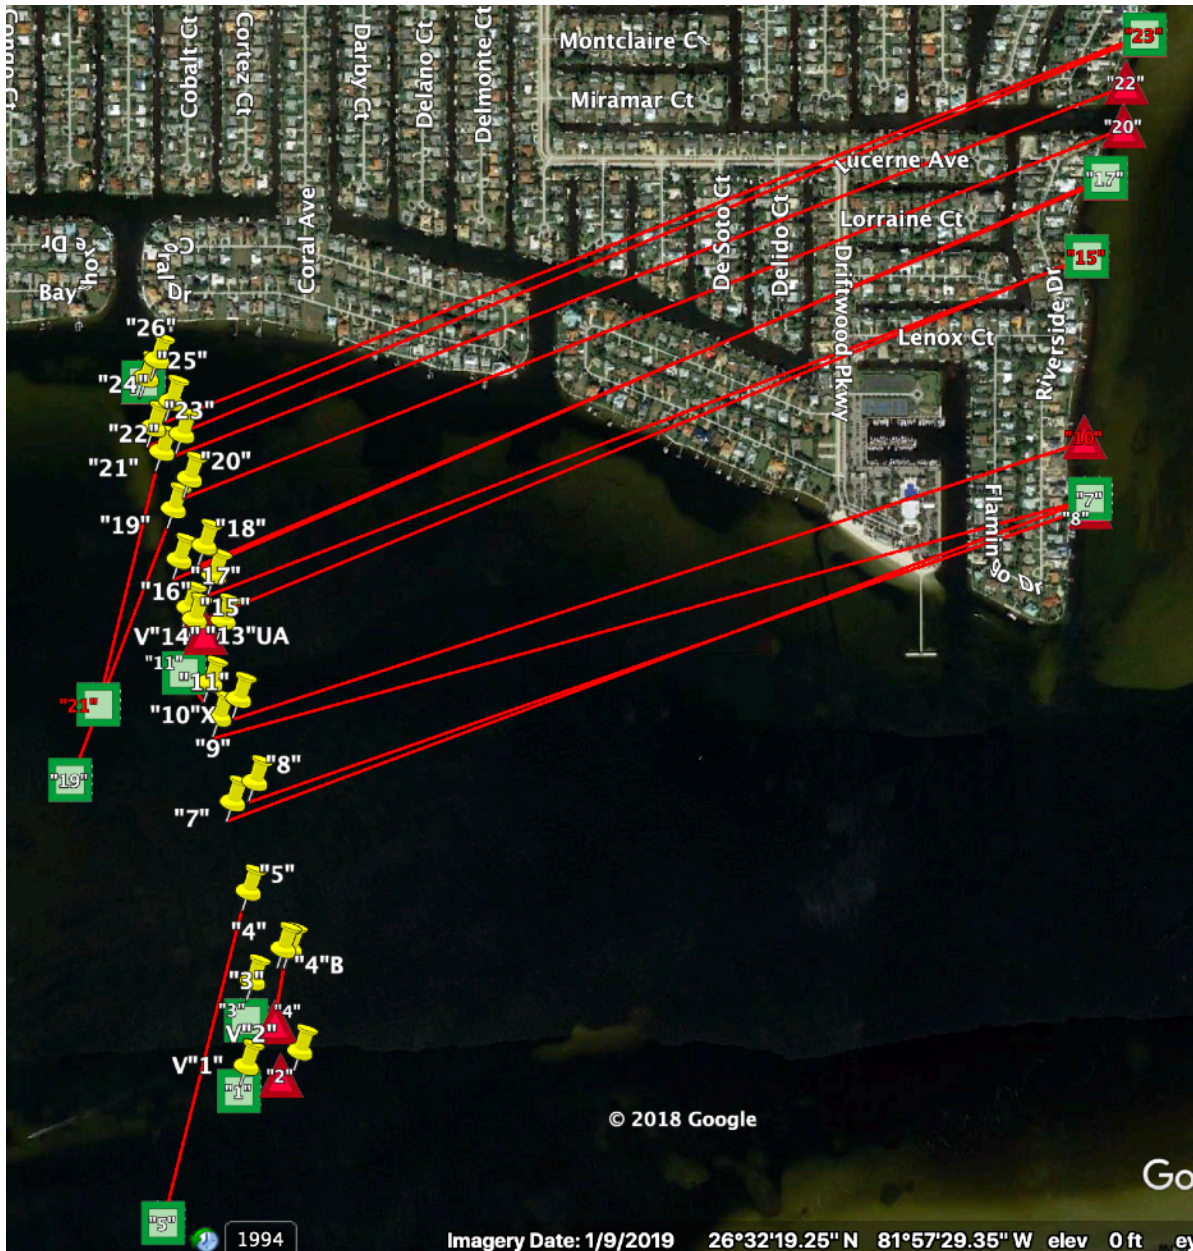 Cobalt Ct
Cortez Ct
Darby Ct
Delano Ct
Delmonte Ct
Montclaire Ct
"23"
"22"
Miramar Ct
"20"
Lucerne Ave
"17"
Coral Ave
De Soto Ct
Delido Ct
Lorraine Ct
Driftwood Pkwy
"15"
Riverside Dr
Bay
Coral Dr
"26"
"25"
Lenox Ct
"24"
"23"
"22"
"21"
"20"
"10"
"19"
"18"
"7"
"8"
Flamingo Dr
"17"
"16"
"15"
V"14"
"13"UA
"11"
"11"
"21"
"10"X
"9"
"19"
"8"
"7"
"5"
"4"
"4"B
"3"
"3"
"4"
V"2"
V"1"
"2"
"1"
© 2018 Google
"5"
Go
1994
Imagery Date: 1/9/2019 26°32'19.25" N 81°57'29.35" W elev 0 ft